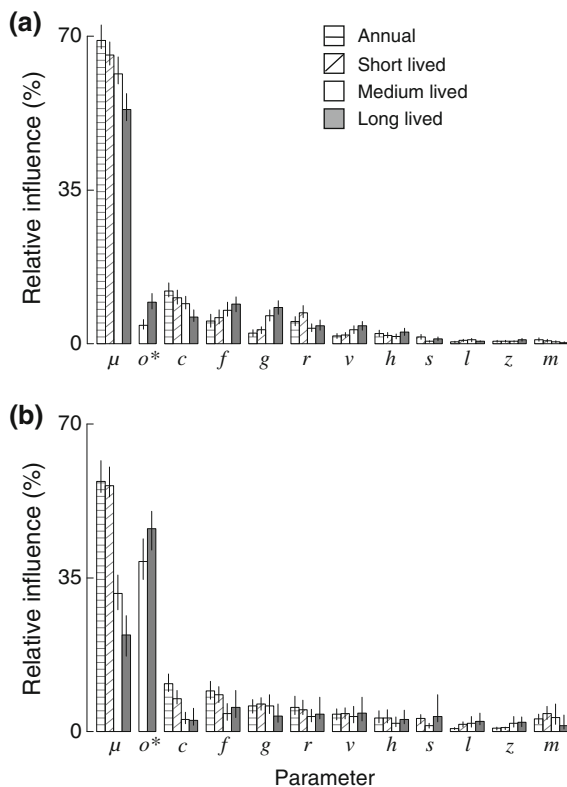 (a)
70
35
0
Relative influence (%)
Annual
Short lived
Medium lived
Long lived
μ o* c f g r v h s l z m
(b)
70
35
0
Relative influence (%)
μ o* c f g r v h s l z m
Parameter